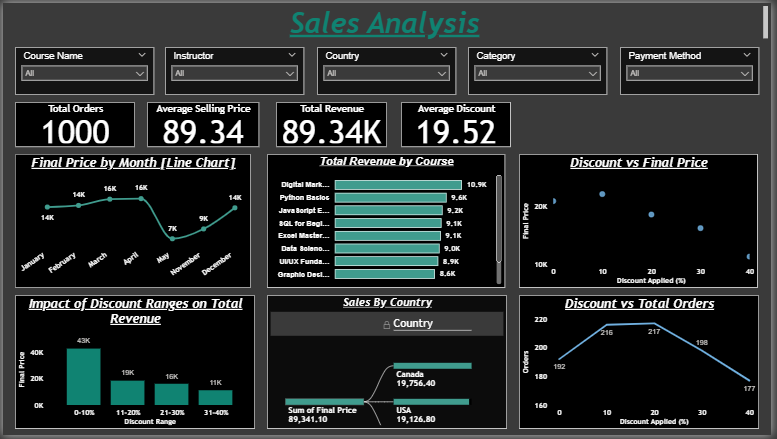 Sales Analysis
Course Name
All
Instructor
All
Country
All
Category
All
Payment Method
All
Total Orders
1000
Average Selling Price
89.34
Total Revenue
89.34K
Average Discount
19.52
Final Price by Month [Line Chart]
14K
14K
16K
16K
7K
9K
14K
January
February
March
April
May
November
December
Total Revenue by Course
Digital Mark... 10.9K
Python Basics 9.6K
JavaScript E... 9.2K
SQL for Begi... 9.1K
Excel Master... 9.1K
Data Scienc... 9.0K
UI/UX Funda... 8.9K
Graphic Desi... 8.6K
Discount vs Final Price
Final Price
20K
10K
0 10 20 30 40
Discount Applied (%)
Impact of Discount Ranges on Total
Revenue
Final Price
40K
20K
0K
43K
19K
16K
11K
0-10% 11-20% 21-30% 31-40%
Discount Range
Sales By Country
Country
Sum of Final Price
89,341.10
Canada
19,756.40
USA
19,126.80
Discount vs Total Orders
Orders
220
200
180
160
192
216
217
198
177
0 10 20 30 40
Discount Applied (%)